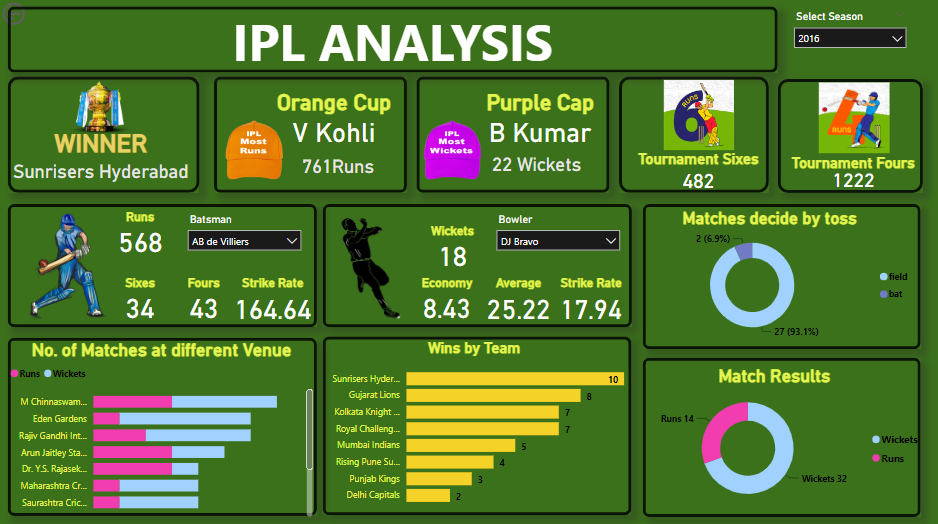 IPL ANALYSIS
Select Season
2016
WINNER
Sunrisers Hyderabad
IPL
Most
Runs
Orange Cup
V Kohli
761Runs
IPL
Most
Wickets
Purple Cap
B Kumar
22 Wickets
6 RUNS
Tournament Sixes
482
4 RUNS
Tournament Fours
1222
Runs
568
Batsman
AB de Villiers
Sixes
34
Fours
43
Strike Rate
164.64
Wickets
18
Bowler
DJ Bravo
Economy
8.43
Average
25.22
Strike Rate
17.94
Matches decide by toss
2 (6.9%)
27 (93.1%)
field
bat
No. of Matches at different Venue
Runs Wickets
M Chinnaswam...
Eden Gardens
Rajiv Gandhi Int...
Arun Jaitley Sta...
Dr. Y.S. Rajasek...
Maharashtra Cr...
Saurashtra Cric...
Wins by Team
Sunrisers Hyder... 10
Gujarat Lions 8
Kolkata Knight ... 7
Royal Challeng... 7
Mumbai Indians 5
Rising Pune Su... 4
Punjab Kings 3
Delhi Capitals 2
Match Results
Runs 14
Wickets 32
Wickets
Runs